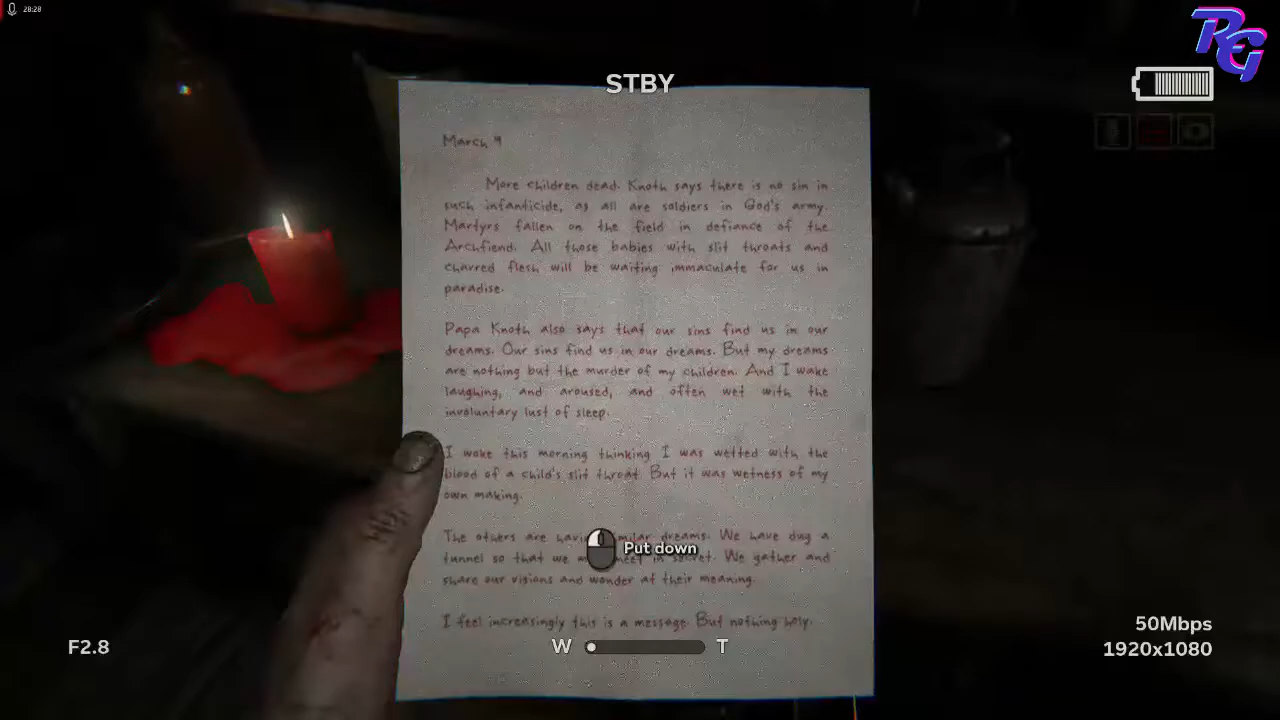 28:28
RG
STBY
March 9
More children dead. Knoth says there is no sin in
such infanticide, as all are soldiers in God's army.
Martyrs fallen on the field in defiance of the
Archfiend. All those babies with slit throats and
charred flesh will be waiting immaculate for us in
paradise.
Papa Knoth also says that our sins find us in our
dreams. Our sins find us in our dreams. But my dreams
are nothing but the murder of my children. And I wake
laughing, and aroused, and often wet with the
involuntary lust of sleep.
I woke this morning thinking I was wetted with the
blood of a child's slit throat. But it was wetness of my
own making.
The others are having similar dreams. We have dug a
tunnel so that we may meet in secret. We gather and
share our visions and wonder at their meaning.
Put down
I feel increasingly this is a message. But nothing holy.
F2.8
W T
50Mbps
1920x1080